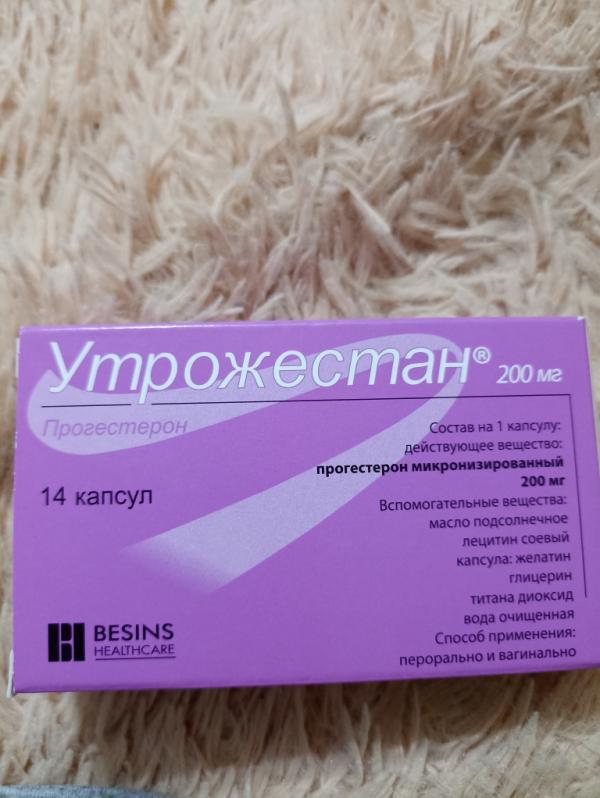 Утрожестан® 200 мг
Прогестерон
14 капсул
Состав на 1 капсулу:
действующее вещество:
прогестерон микронизированный
200 мг
Вспомогательные вещества:
масло подсолнечное
лецитин соевый
капсула: желатин
глицерин
титана диоксид
вода очищенная
Способ применения:
перорально и вагинально
BESINS
HEALTHCARE